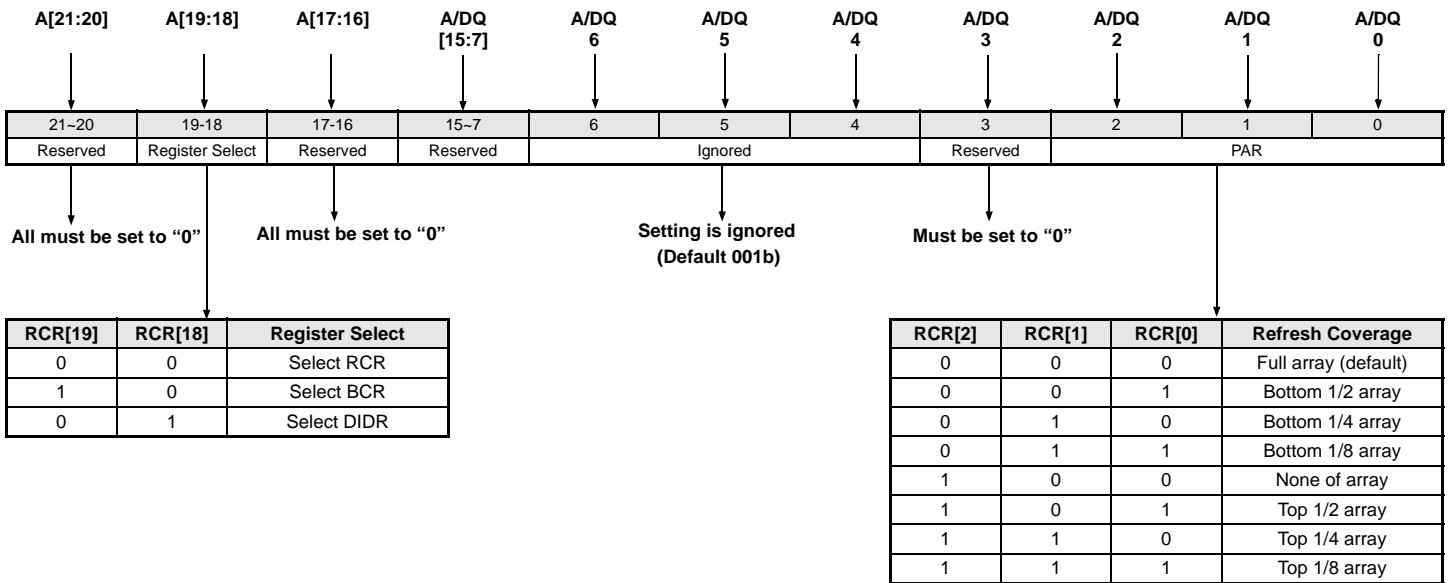 A[21:20] A[19:18] A[17:16] A/DQ A/DQ A/DQ A/DQ A/DQ A/DQ A/DQ A/DQ
[15:7] 6 5 4 3 2 1 0
21~20 19-18 17-16 15~7 6 5 4 3 2 1 0
Reserved Register Select Reserved Reserved Ignored Reserved PAR
All must be set to “0” All must be set to “0” Setting is ignored Must be set to “0”
(Default 001b)
RCR[19] RCR[18] Register Select
0 0 Select RCR
1 0 Select BCR
0 1 Select DIDR
RCR[2] RCR[1] RCR[0] Refresh Coverage
0 0 0 Full array (default)
0 0 1 Bottom 1/2 array
0 1 0 Bottom 1/4 array
0 1 1 Bottom 1/8 array
1 0 0 None of array
1 0 1 Top 1/2 array
1 1 0 Top 1/4 array
1 1 1 Top 1/8 array